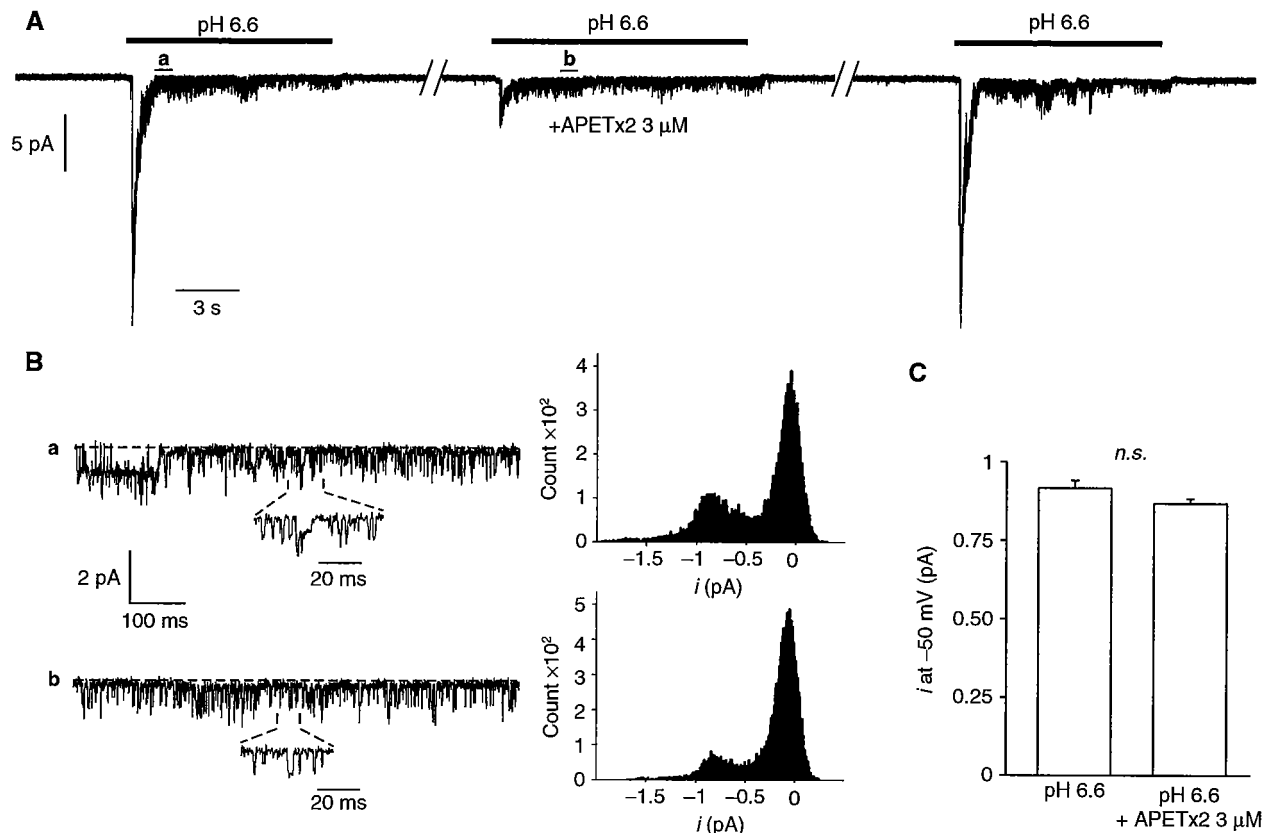 A
pH 6.6
pH 6.6
pH 6.6
a
b
+APETx2 3 μM
5 pA
3 s
B
a
20 ms
2 pA
100 ms
b
20 ms
4
3
2
1
0
Count ×10²
−1.5 −1 −0.5 0
i (pA)
5
4
3
2
1
0
Count ×10²
−1.5 −1 −0.5 0
i (pA)
C
n.s.
1
0.75
0.50
0.25
0
i at −50 mV (pA)
pH 6.6
pH 6.6
+ APETx2 3 μM